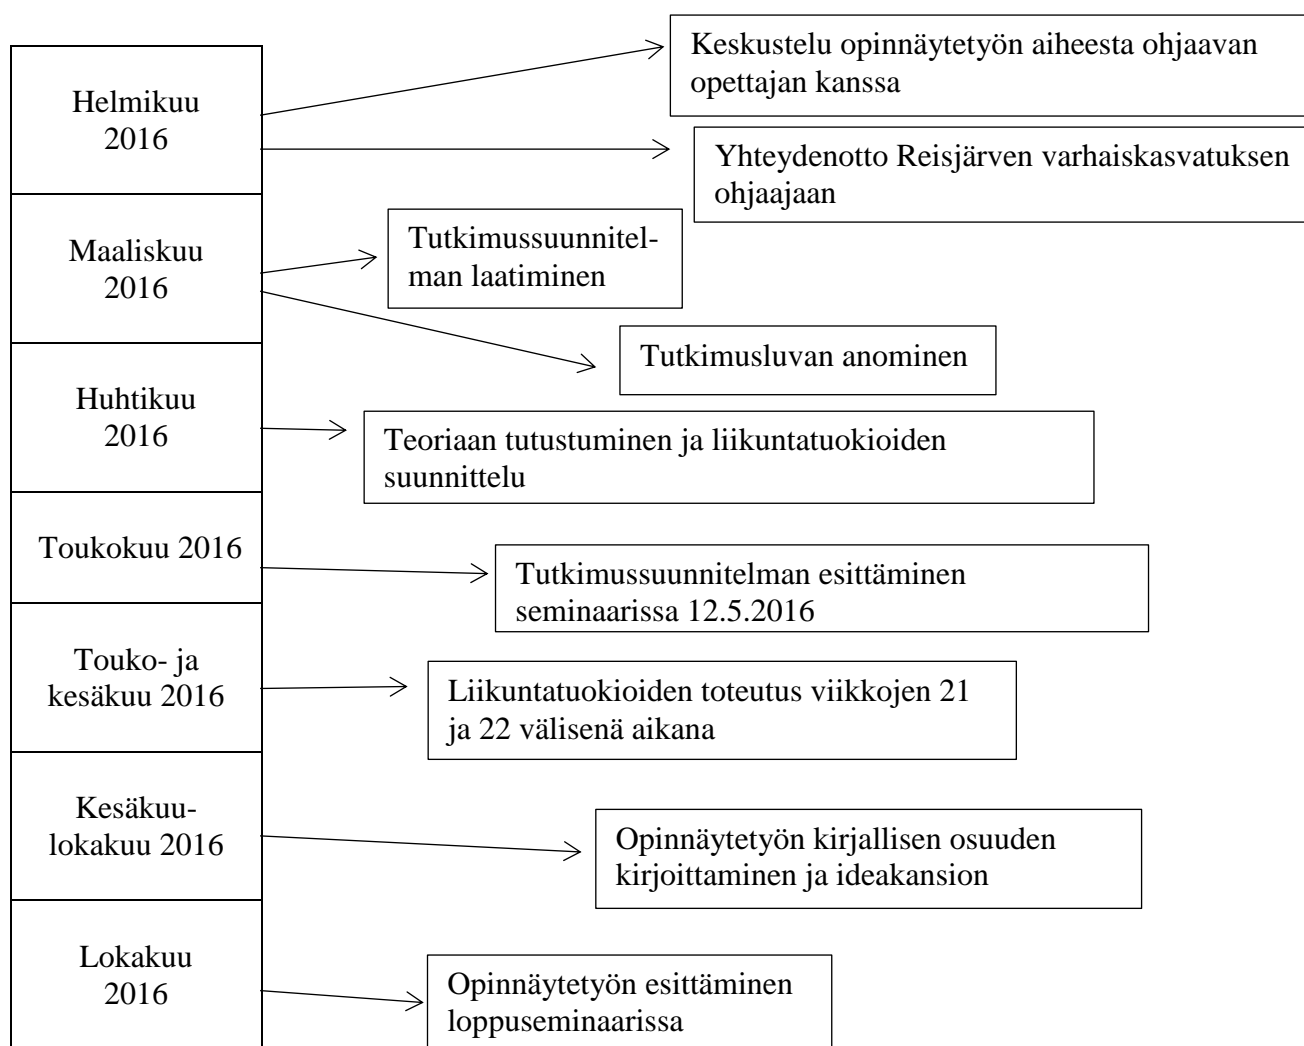 Helmikuu
2016
Keskustelu opinnäytetyön aiheesta ohjaavan
opettajan kanssa
Yhteydenotto Reisjärven varhaiskasvatuksen
ohjaajaan
Maaliskuu
2016
Tutkimussuunnitel-
man laatiminen
Tutkimusluvan anominen
Huhtikuu
2016
Teoriaan tutustuminen ja liikuntatuokioiden
suunnittelu
Toukokuu 2016
Tutkimussuunnitelman esittäminen
seminaarissa 12.5.2016
Touko- ja
kesäkuu 2016
Liikuntatuokioiden toteutus viikkojen 21
ja 22 välisenä aikana
Kesäkuu-
lokakuu 2016
Opinnäytetyön kirjallisen osuuden
kirjoittaminen ja ideakansion
Lokakuu
2016
Opinnäytetyön esittäminen
loppuseminaarissa